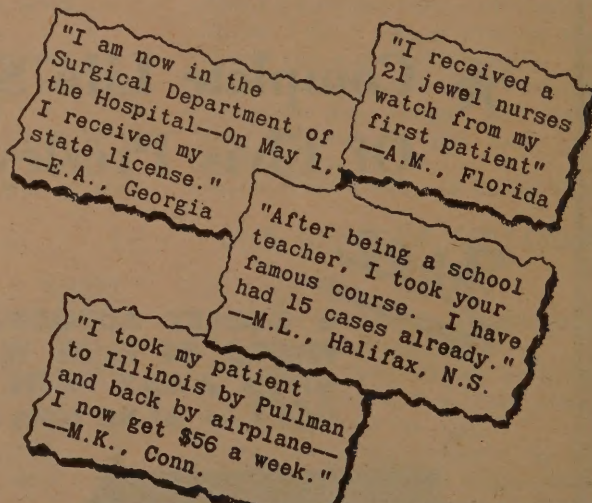 "I am now in the
Surgical Department of
the Hospital--On May 1,
I received my
state license."
--E.A., Georgia
"I received a
21 jewel nurses
watch from my
first patient"
--A.M., Florida
"After being a school
teacher, I took your
famous course. I have
had 15 cases already."
--M.L., Halifax, N.S.
"I took my patient
to Illinois by Pullman
and back by airplane--
I now get $56 a week."
--M.K., Conn.